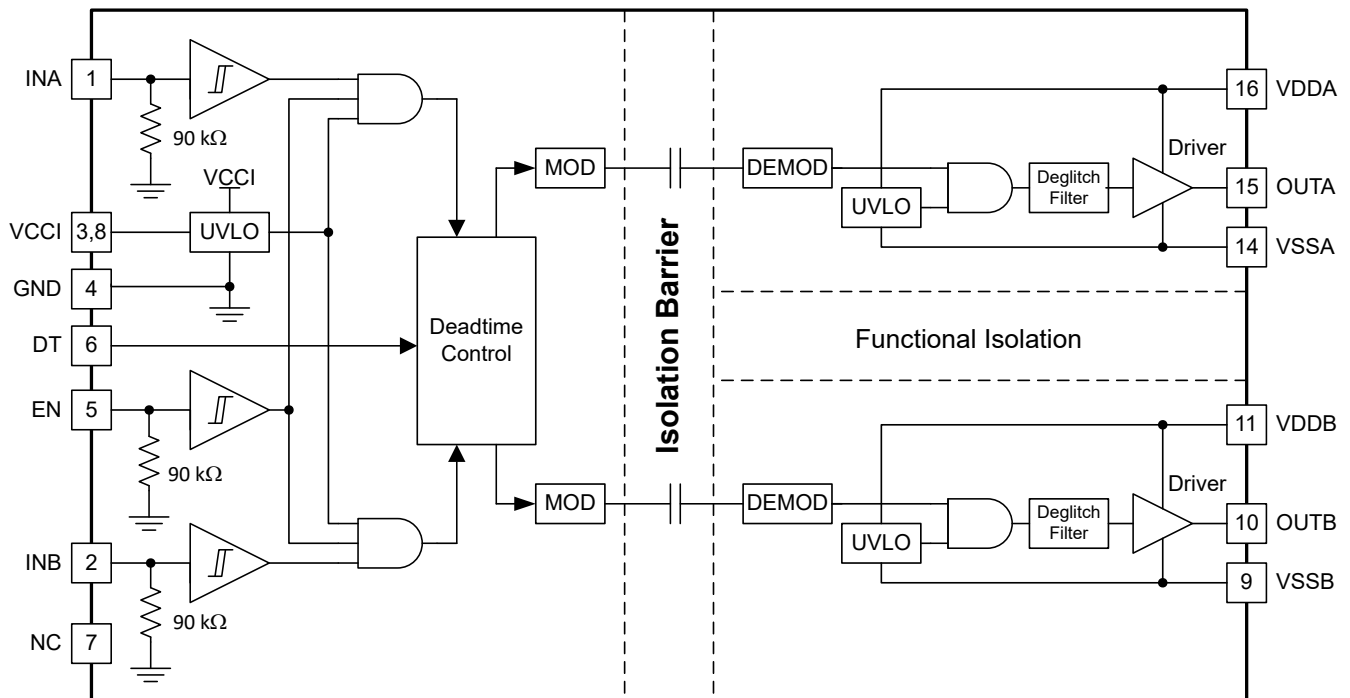 INA 1
90 kΩ
VCCI
VCCI 3,8
UVLO
GND 4
DT 6
EN 5
90 kΩ
INB 2
90 kΩ
NC 7
Deadtime
Control
MOD
MOD
Isolation Barrier
DEMOD
UVLO
Deglitch
Filter
Driver
16 VDDA
15 OUTA
14 VSSA
Functional Isolation
DEMOD
UVLO
Deglitch
Filter
Driver
11 VDDB
10 OUTB
9 VSSB